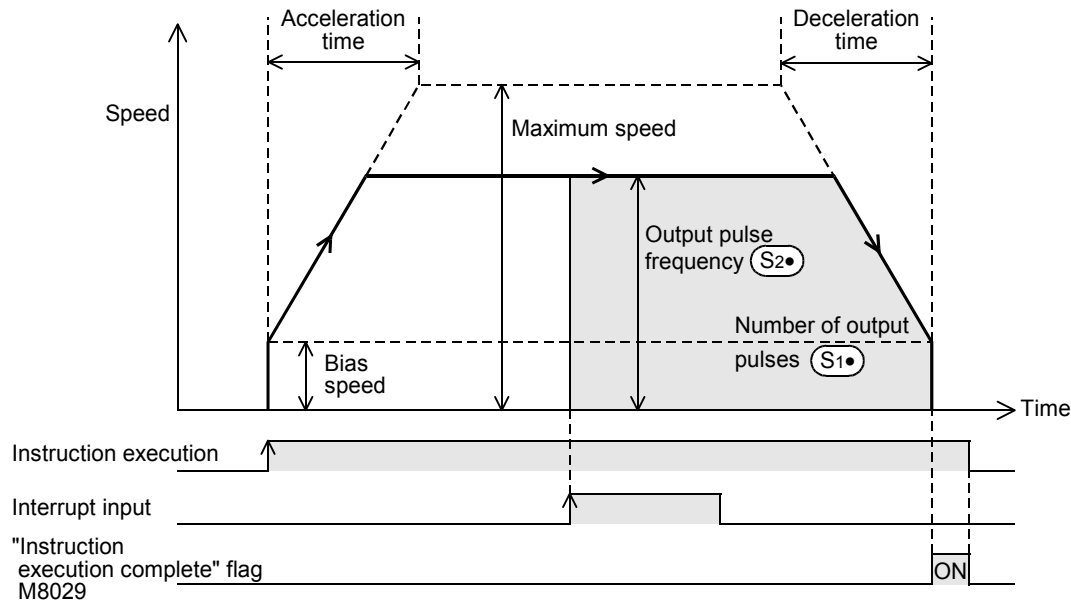 Acceleration
time
Deceleration
time
Speed
Maximum speed
Output pulse
frequency S2•
Number of output
pulses S1•
Bias
speed
Time
Instruction execution
Interrupt input
"Instruction
execution complete" flag
M8029
ON